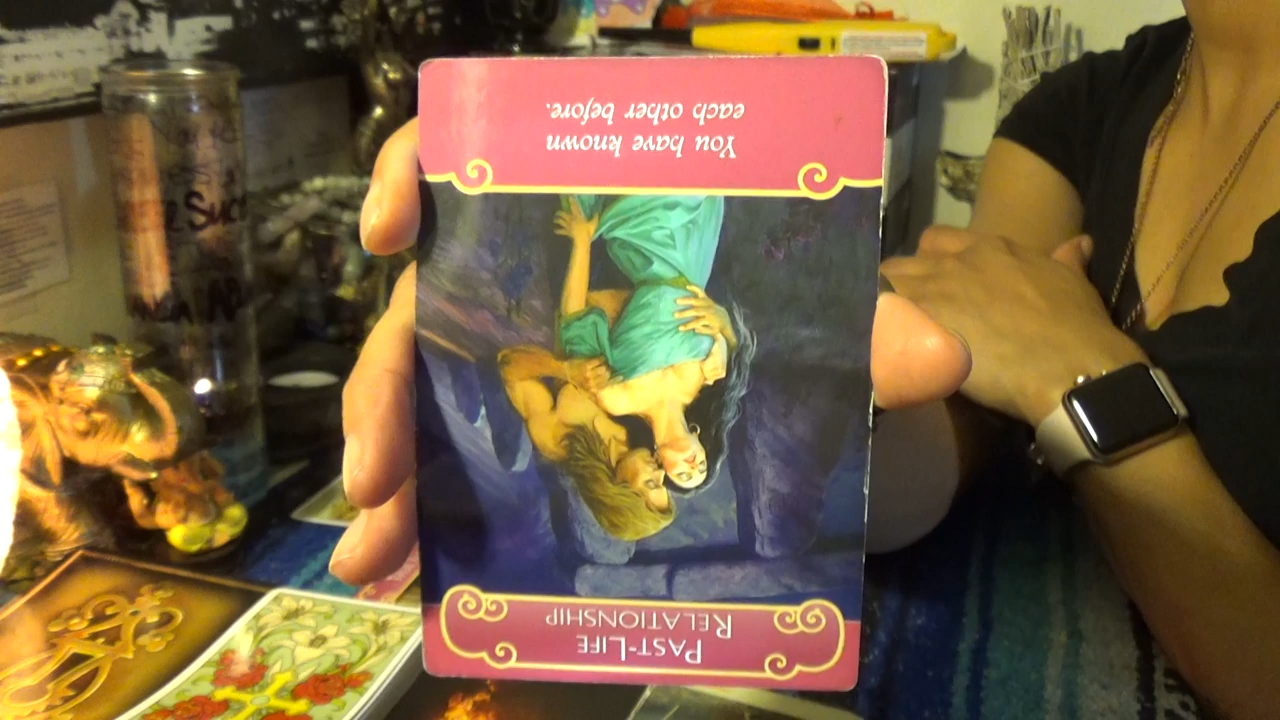 PAST-LIFE
RELATIONSHIP
You have known
each other before.